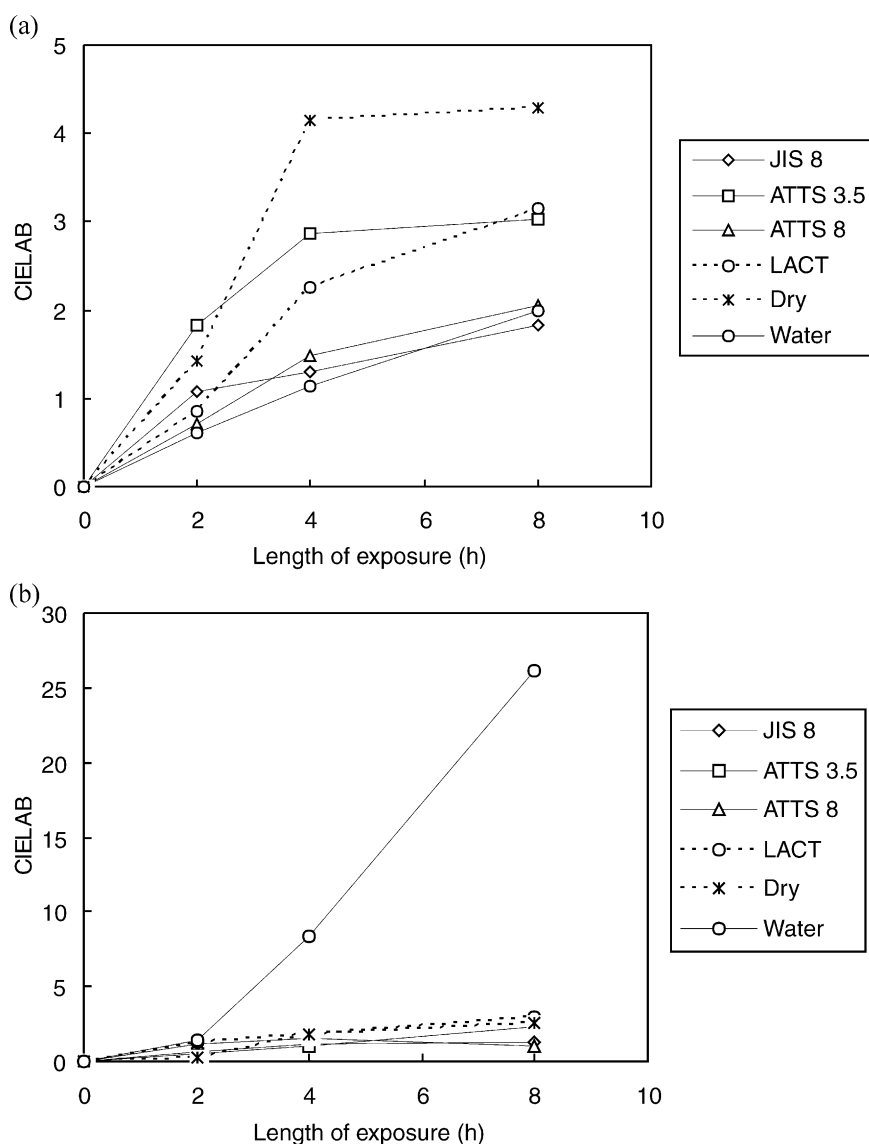 (a)
5
4
3
2
1
0
CIELAB
0 2 4 6 8 10
Length of exposure (h)
JIS 8
ATTS 3.5
ATTS 8
LACT
Dry
Water
(b)
30
25
20
15
10
5
0
CIELAB
0 2 4 6 8 10
Length of exposure (h)
JIS 8
ATTS 3.5
ATTS 8
LACT
Dry
Water